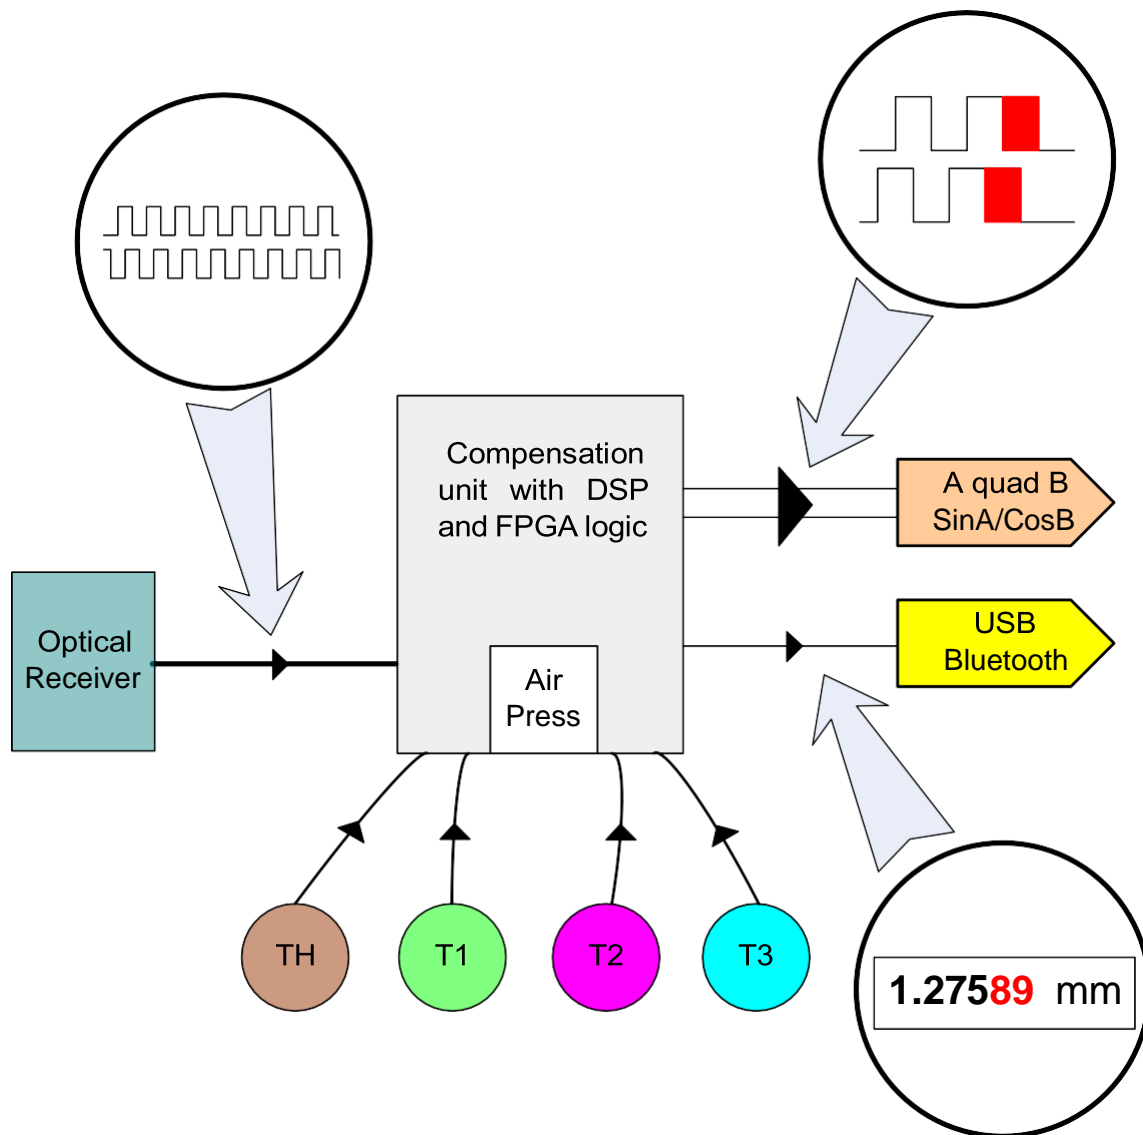 Compensation
unit with DSP
and FPGA logic
A quad B
SinA/CosB
Optical
Receiver
USB
Bluetooth
Air
Press
TH
T1
T2
T3
1.27589 mm